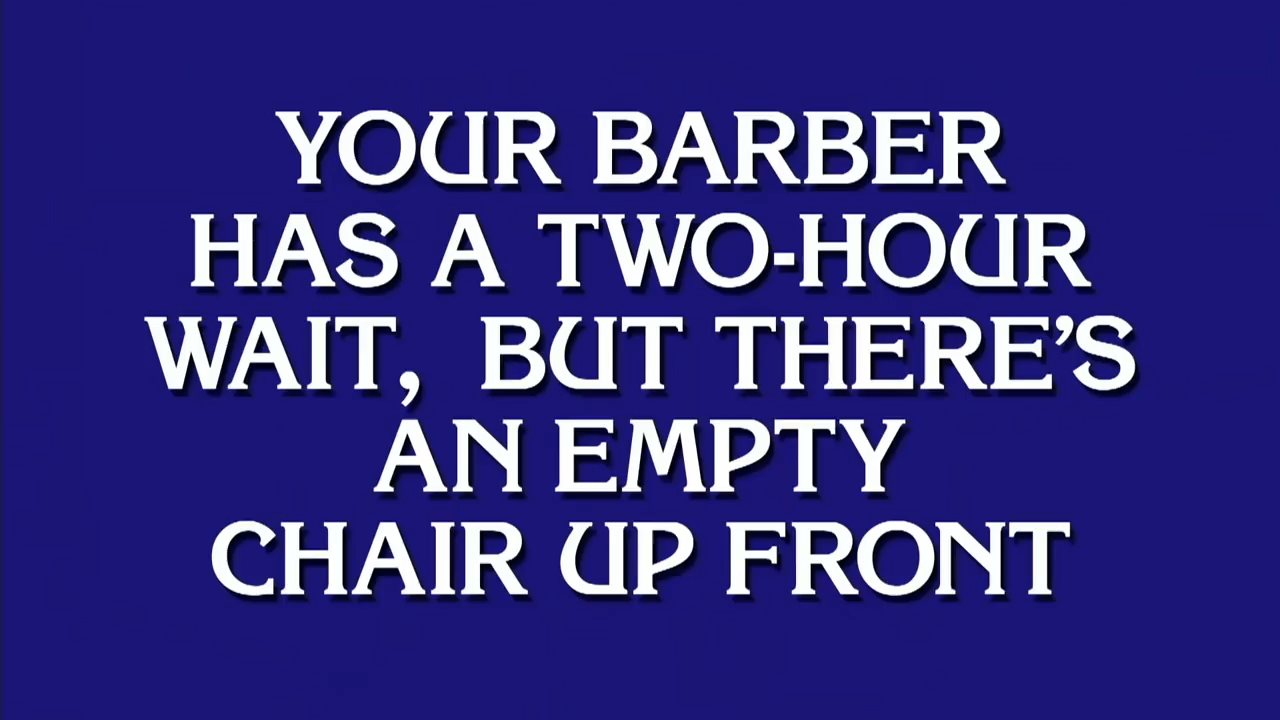 YOUR BARBER
HAS A TWO-HOUR
WAIT, BUT THERE'S
AN EMPTY
CHAIR UP FRONT